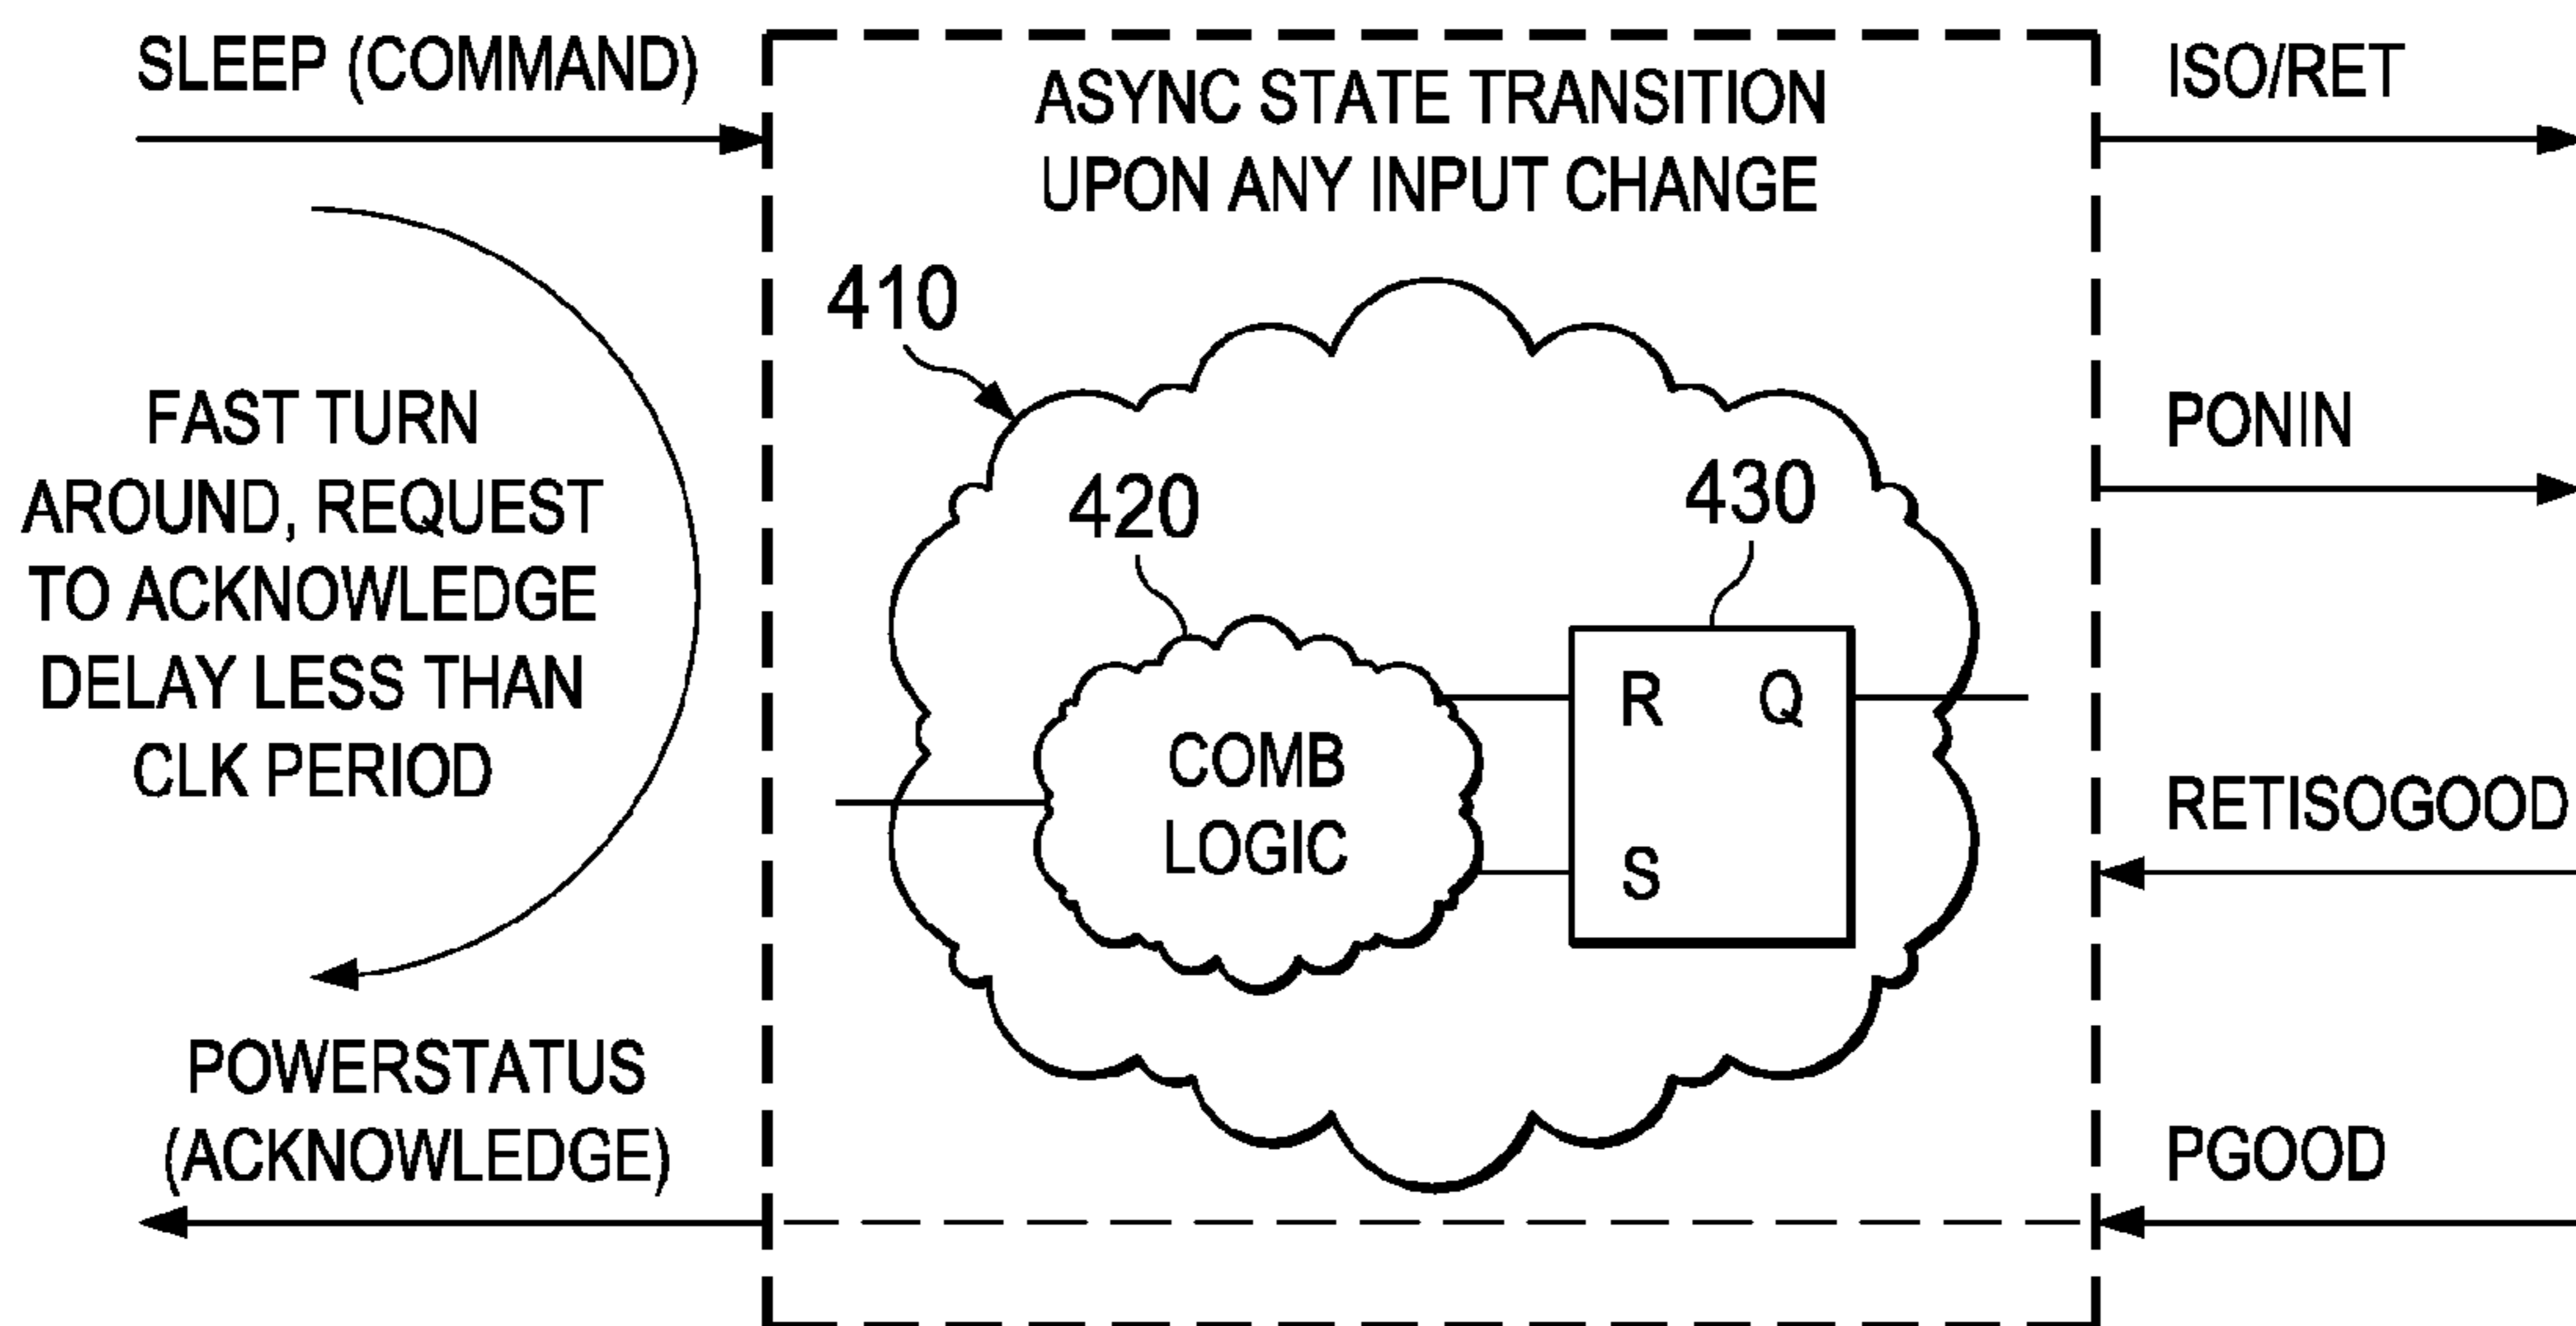 SLEEP (COMMAND)
ASYNC STATE TRANSITION
UPON ANY INPUT CHANGE
ISO/RET
410
FAST TURN
AROUND, REQUEST
TO ACKNOWLEDGE
DELAY LESS THAN
CLK PERIOD
PONIN
420
430
R Q
COMB
LOGIC
S
RETISOGOOD
POWERSTATUS
(ACKNOWLEDGE)
PGOOD